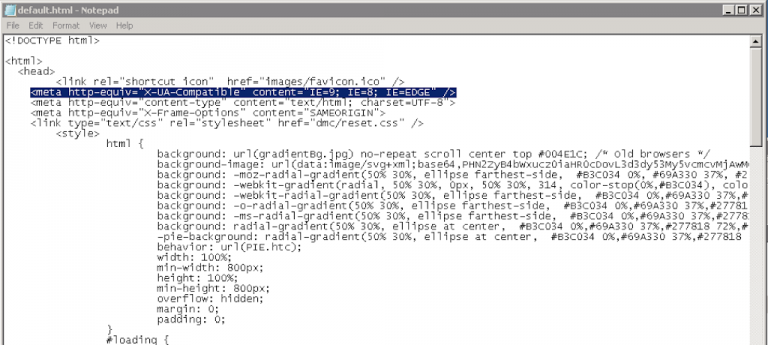 default.html - Notepad
File Edit Format View Help
<!DOCTYPE html>
<html>
<head>
<link rel="shortcut icon" href="images/favicon.ico" />
<meta http-equiv="X-UA-Compatible" content="IE=9; IE=8; IE=EDGE" />
<meta http-equiv="content-type" content="text/html; charset=UTF-8">
<meta http-equiv="X-Frame-Options" content="SAMEORIGIN">
<link type="text/css" rel="stylesheet" href="dmc/reset.css" />
<style>
html {
background: url(gradientBg.jpg) no-repeat scroll center top #004E1C; /* Old browsers */
background-image: url(data:image/svg+xml;base64,
background: -moz-radial-gradient(50% 30%, ellipse farthest-side, #B3C034 0%, #69A330 37%, #2
background: -webkit-gradient(radial, 50% 30%, 0px, 50% 30%, 314, color-stop(0%,#B3C034), colo
background: -webkit-radial-gradient(50% 30%, ellipse farthest-side, #B3C034 0%,#69A330 37%,
background: -o-radial-gradient(50% 30%, ellipse farthest-side, #B3C034 0%,#69A330 37%,#27781
background: -ms-radial-gradient(50% 30%, ellipse farthest-side, #B3C034 0%,#69A330 37%,#2778
background: radial-gradient(50% 30%, ellipse at center, #B3C034 0%,#69A330 37%,#277818 72%,#
-pie-background: radial-gradient(50% 30%, ellipse at center, #B3C034 0%,#69A330 37%,#277818
behavior: url(PIE.htc);
width: 100%;
min-width: 800px;
height: 100%;
min-height: 800px;
overflow: hidden;
margin: 0;
padding: 0;
}
#loading {